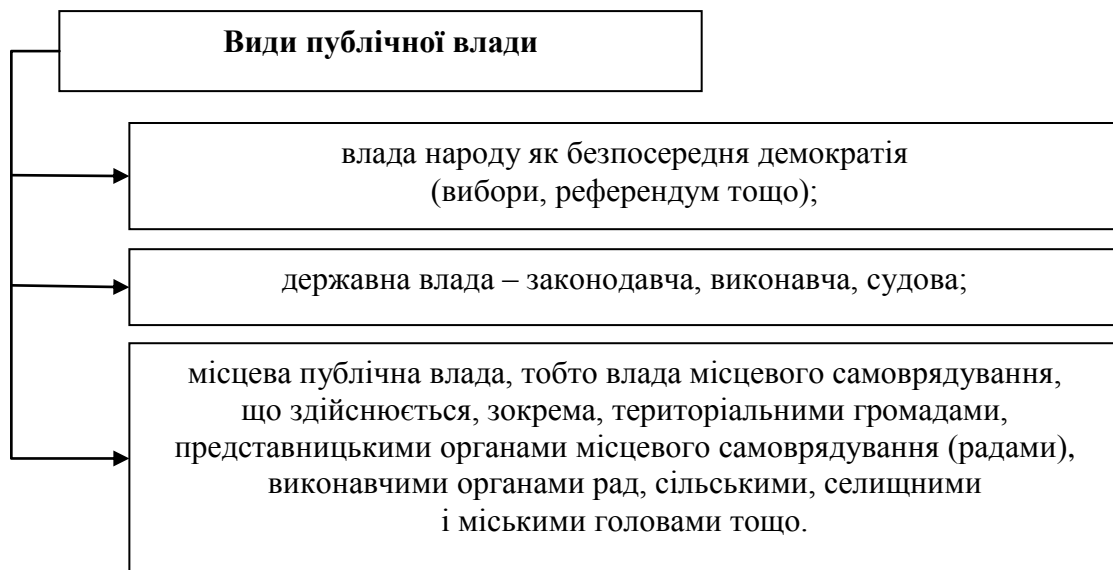 Види публічної влади
влада народу як безпосередня демократія
(вибори, референдум тощо);
державна влада – законодавча, виконавча, судова;
місцева публічна влада, тобто влада місцевого самоврядування,
що здійснюється, зокрема, територіальними громадами,
представницькими органами місцевого самоврядування (радами),
виконавчими органами рад, сільськими, селищними
і міськими головами тощо.